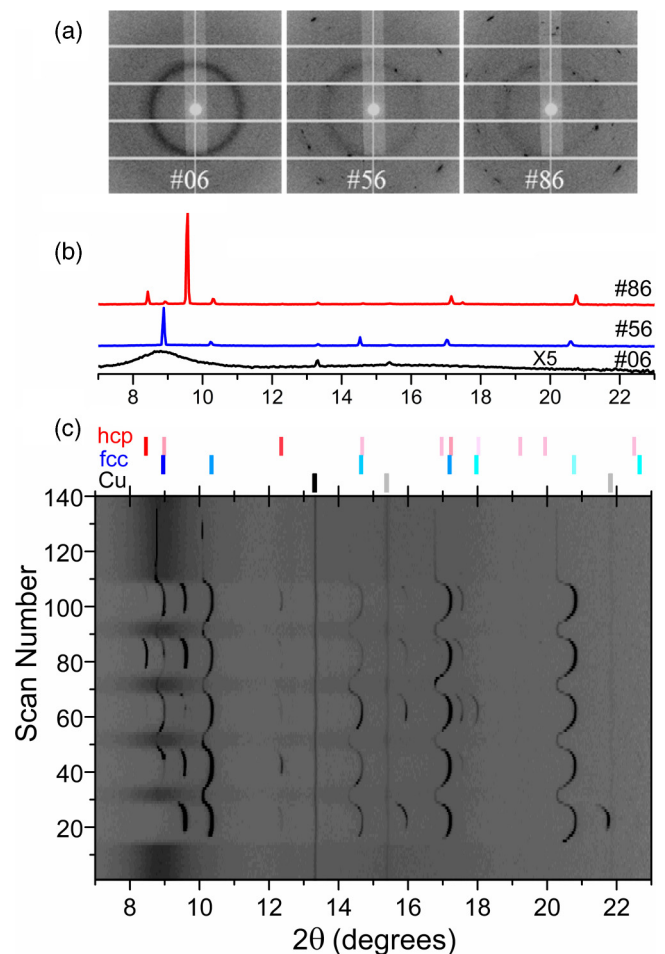 (a)
#06 #56 #86
(b)
#86
#56
X5 #06
8 10 12 14 16 18 20 22
(c)
hcp
fcc
Cu
140
120
100
80
60
40
20
Scan Number
8 10 12 14 16 18 20 22
2θ (degrees)